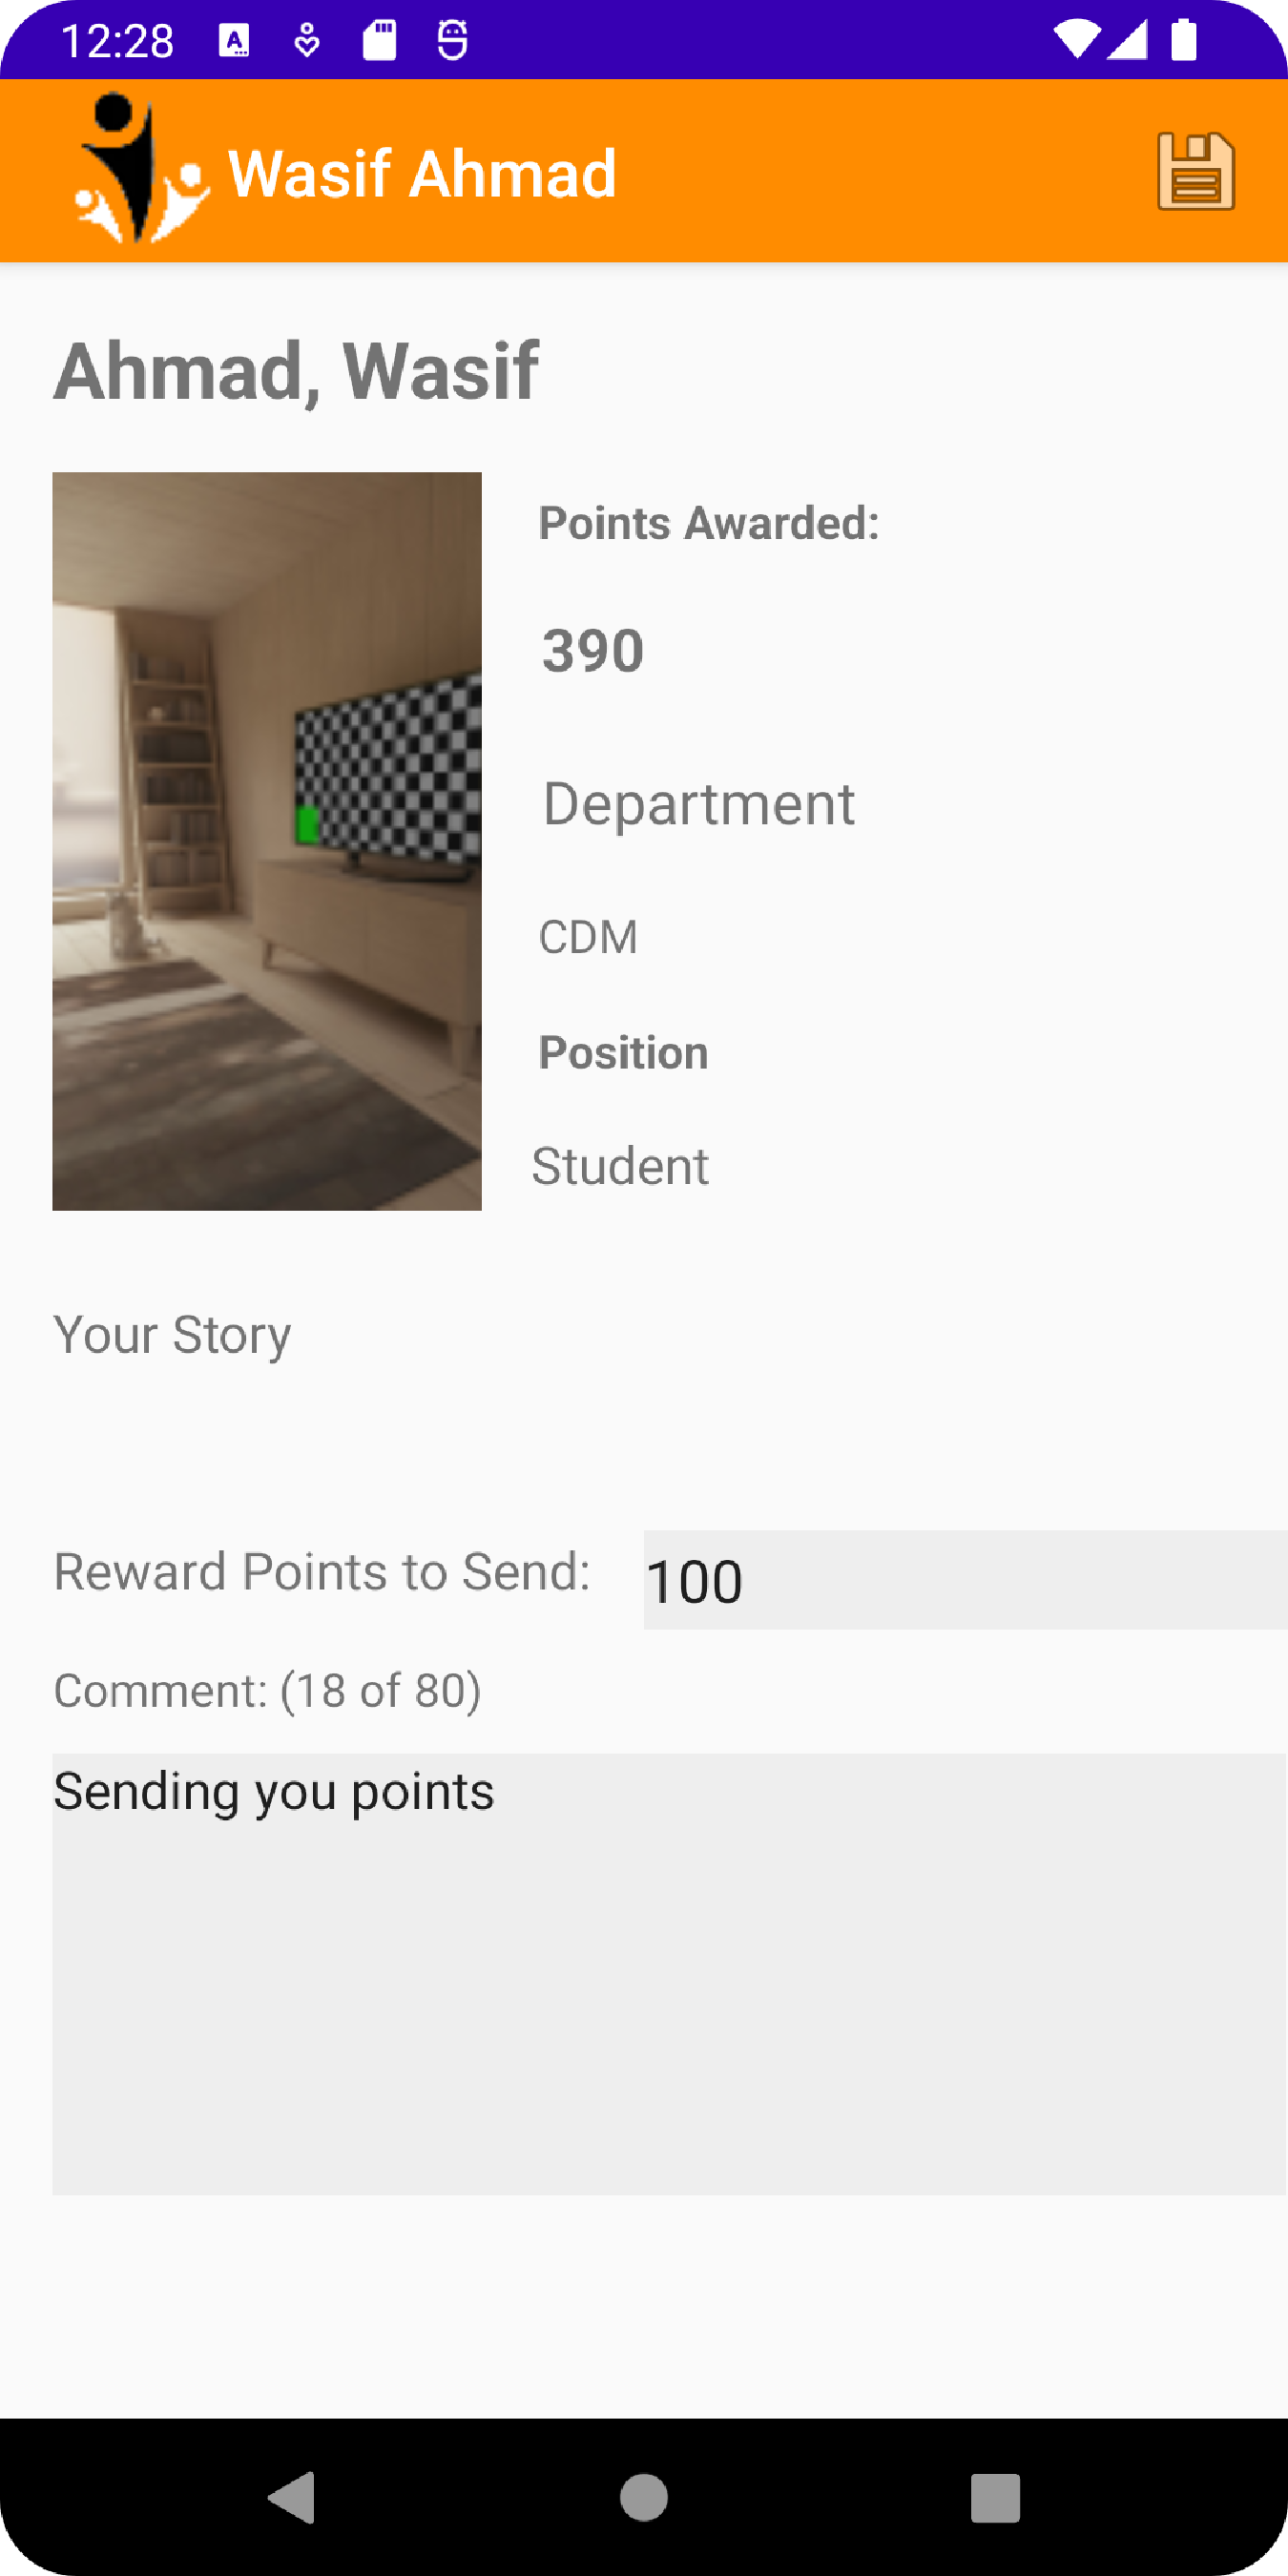 12:28
Wasif Ahmad
Ahmad, Wasif
Points Awarded:
390
Department
CDM
Position
Student
Your Story
Reward Points to Send:
100
Comment: (18 of 80)
Sending you points